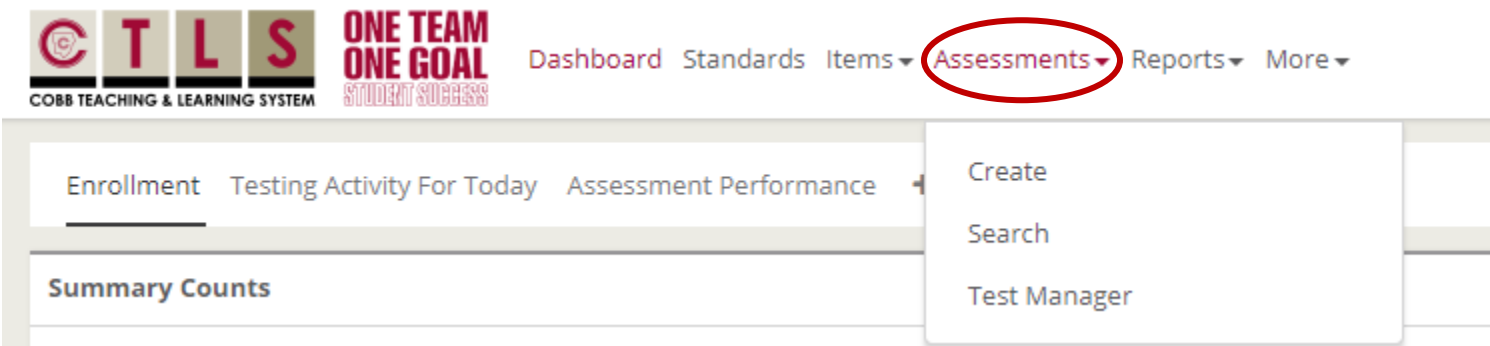 C T L S
COBB TEACHING & LEARNING SYSTEM
ONE TEAM
ONE GOAL
STUDENT SUCCESS
Dashboard Standards Items Assessments Reports More
Enrollment Testing Activity For Today Assessment Performance +
Create
Search
Test Manager
Summary Counts